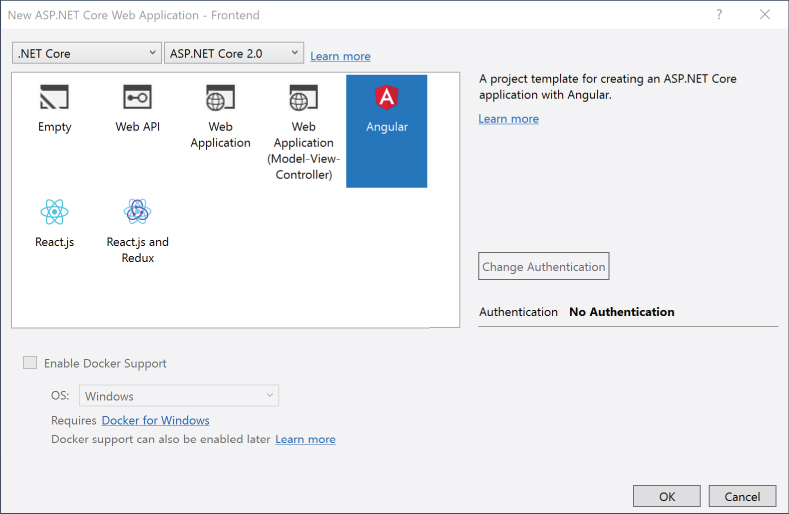 New ASP.NET Core Web Application - Frontend
.NET Core
ASP.NET Core 2.0
Learn more
Empty
Web API
Web
Application
Web
Application
(Model-View-
Controller)
Angular
React.js
React.js and
Redux
A project template for creating an ASP.NET Core
application with Angular.
Learn more
Change Authentication
Authentication No Authentication
Enable Docker Support
OS: Windows
Requires Docker for Windows
Docker support can also be enabled later Learn more
OK
Cancel